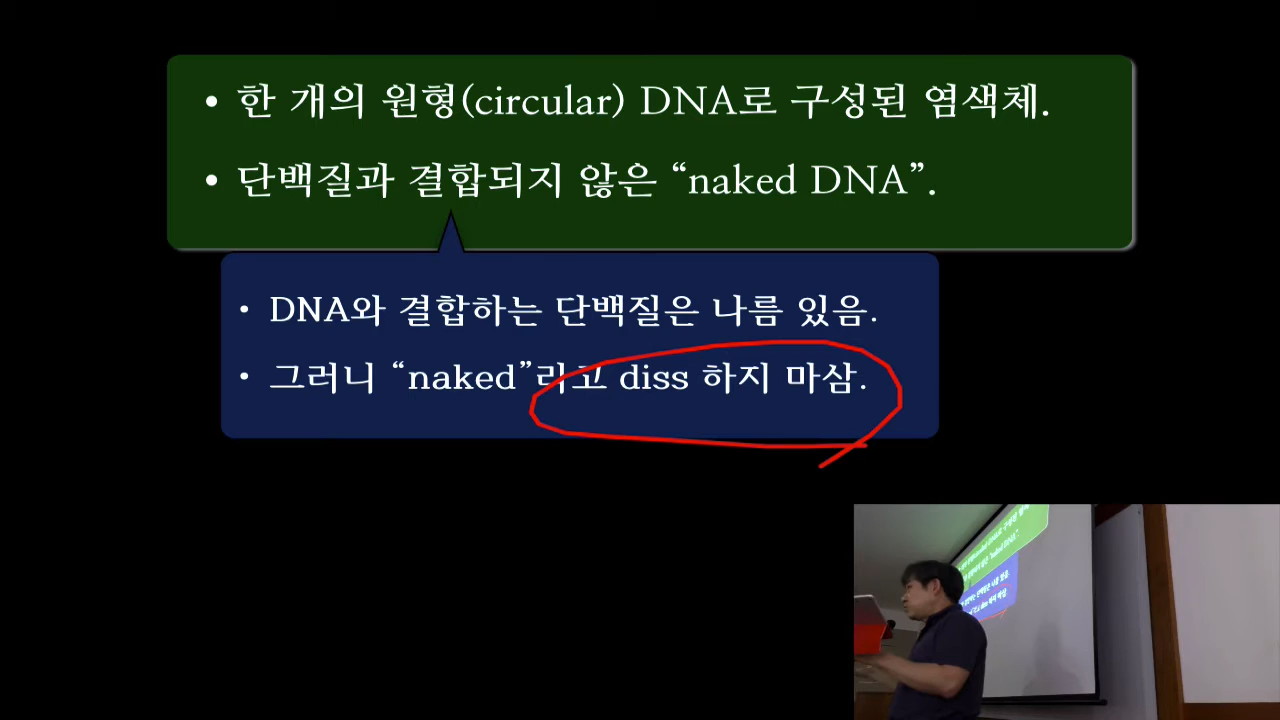 • 한 개의 원형(circular) DNA로 구성된 염색체.
• 단백질과 결합되지 않은 “naked DNA”.
• DNA와 결합하는 단백질은 나름 있음.
• 그러니 “naked”라고 diss 하지 마삼.